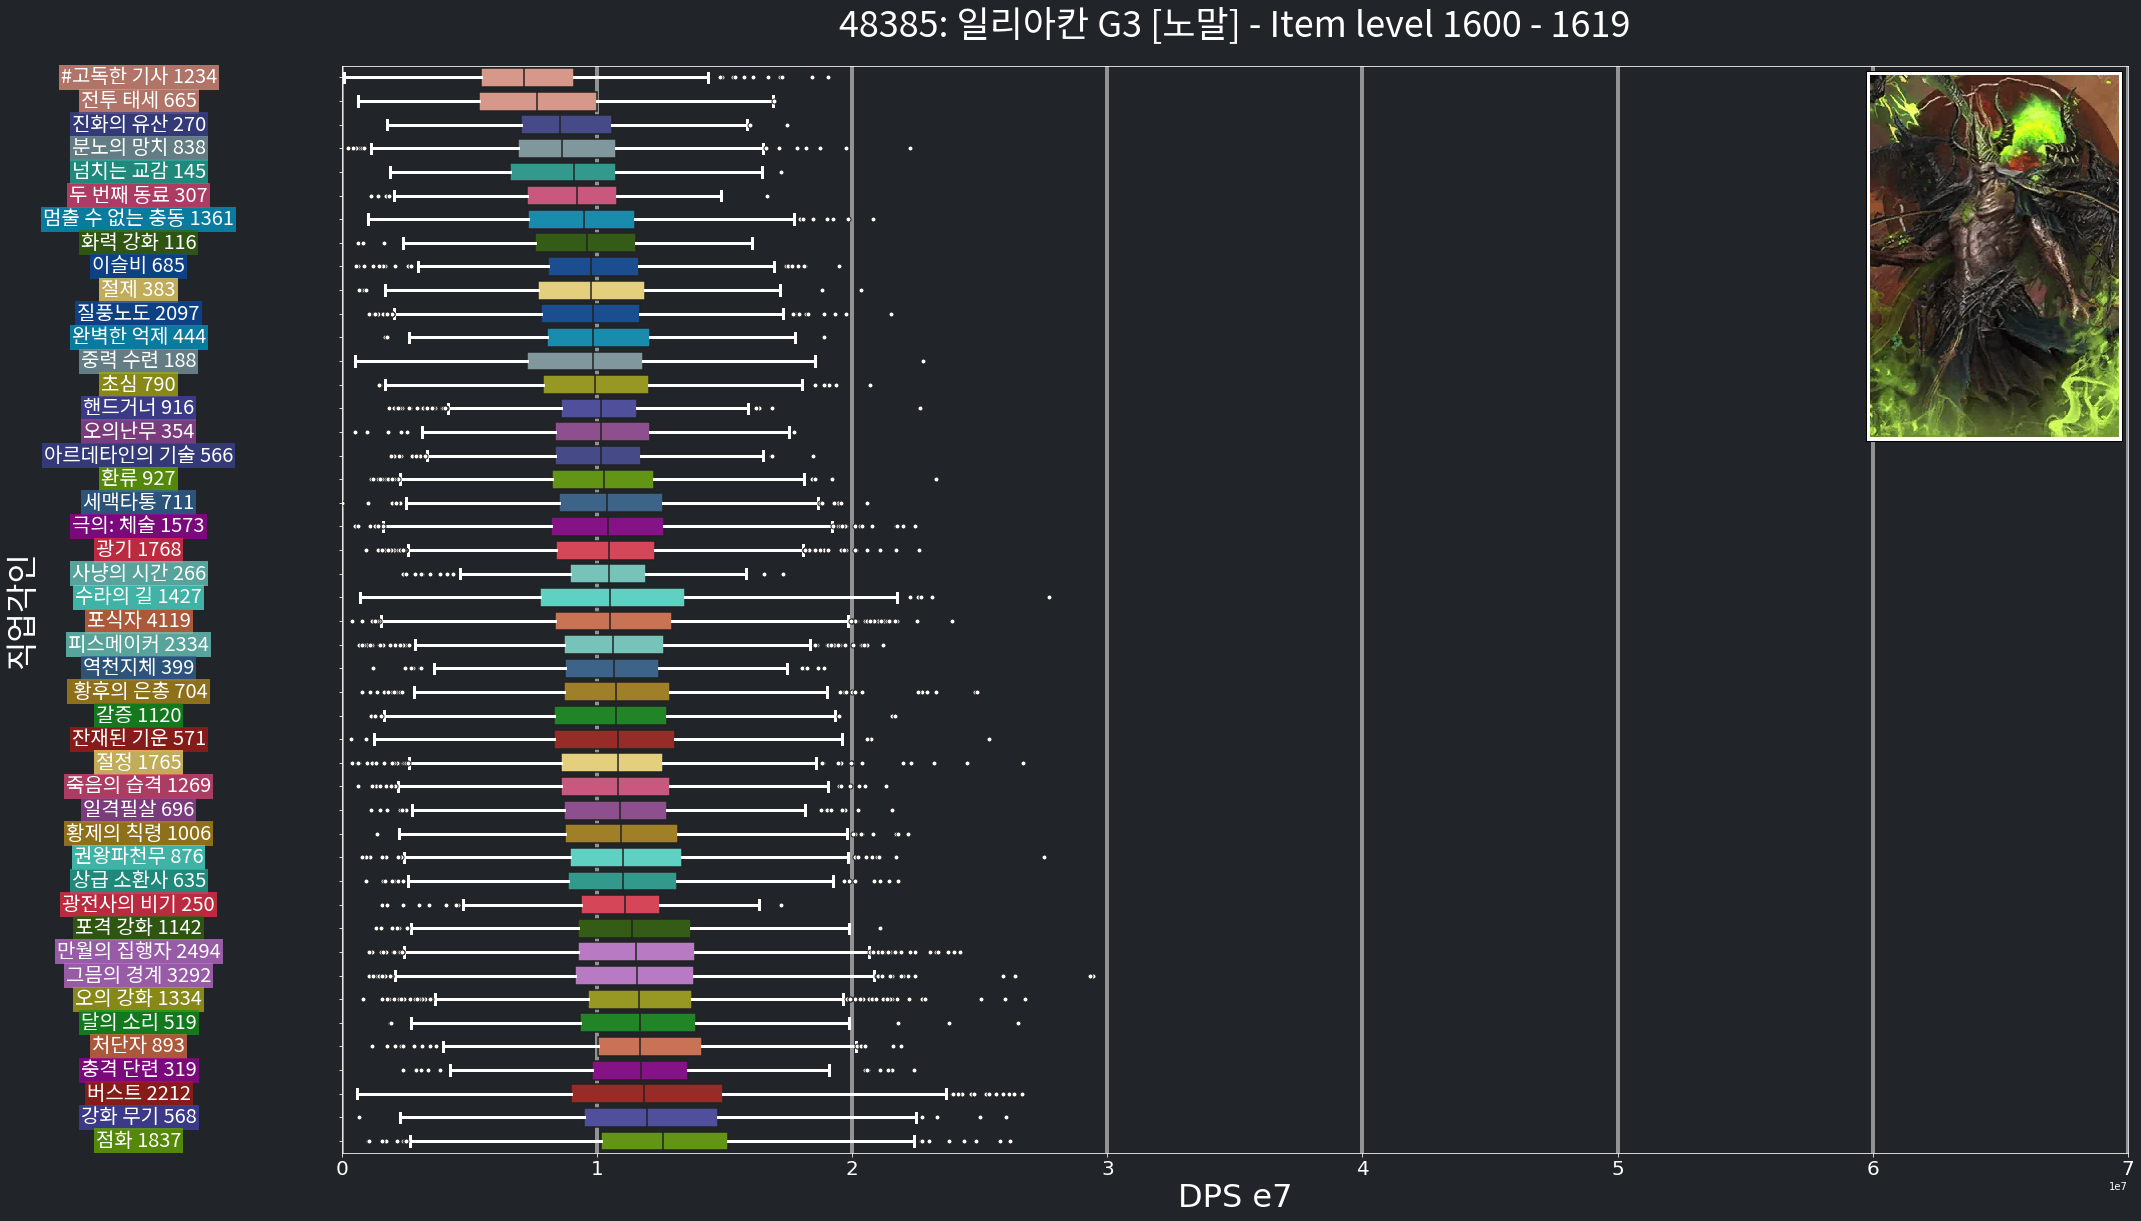 48385: 일리아칸 G3 [노말] - Item level 1600 - 1619
직업각인
#고독한 기사 1234
전투 태세 665
진화의 유산 270
분노의 망치 838
넘치는 교감 145
두 번째 동료 307
멈출 수 없는 충동 1361
화력 강화 116
이슬비 685
절제 383
질풍노도 2097
완벽한 억제 444
중력 수련 188
초심 790
핸드거너 916
오의난무 354
아르데타인의 기술 566
환류 927
세맥타통 711
극의: 체술 1573
광기 1768
사냥의 시간 266
수라의 길 1427
포식자 4119
피스메이커 2334
역천지체 399
황후의 은총 704
갈증 1120
잔재된 기운 571
절정 1765
죽음의 습격 1269
일격필살 696
황제의 칙령 1006
권왕파천무 876
상급 소환사 635
광전사의 비기 250
포격 강화 1142
만월의 집행자 2494
그믐의 경계 3292
오의 강화 1334
달의 소리 519
처단자 893
충격 단련 319
버스트 2212
강화 무기 568
점화 1837
0 1 2 3 4 5 6 7
1e7
DPS e7